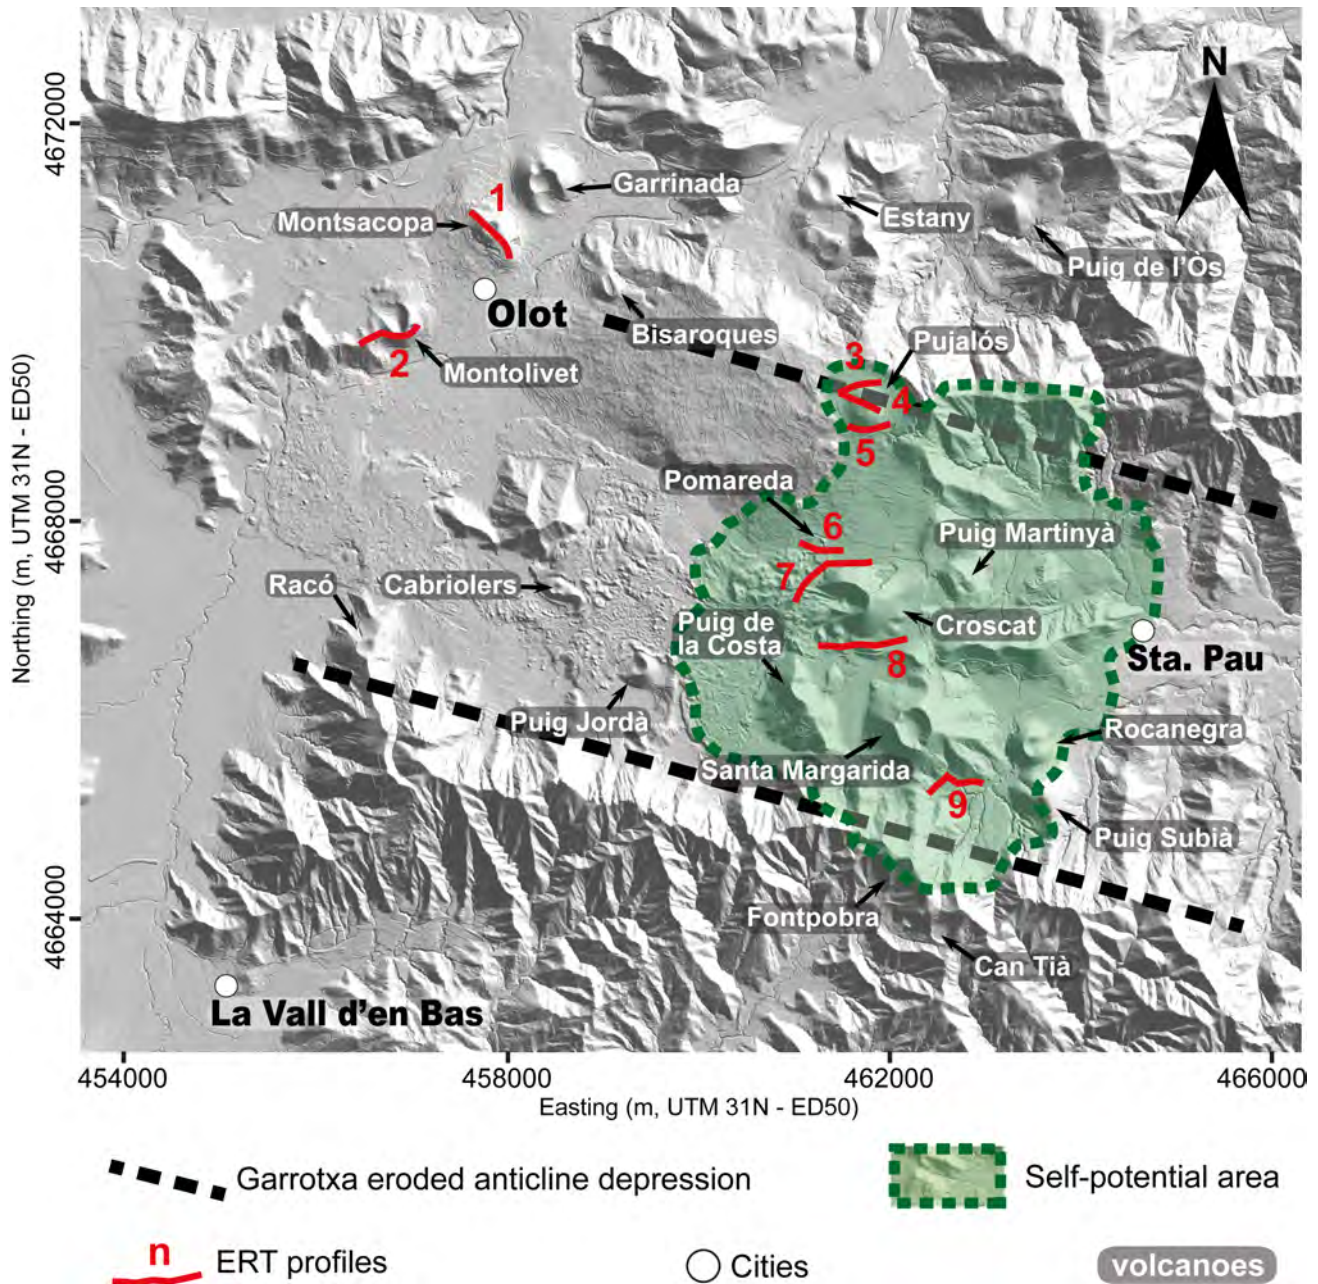 N
4672000
Garrinada
1
Montsacopa
Estany
Puig de l'Òs
Olot
Bisaroques
2
Montolivet
3
Pujalós
4
5
Pomareda
6
Puig Martinyà
4668000
Northing (m, UTM 31N - ED50)
7
Racó
Cabriolers
Puig de
la Costa
Croscat
8
Sta. Pau
Puig Jordà
Rocanegra
Santa Margarida
9
Puig Subià
Fontpobra
4664000
Can Tià
La Vall d'en Bas
454000
458000
462000
466000
Easting (m, UTM 31N - ED50)
Garrotxa eroded anticline depression
Self-potential area
n
ERT profiles
Cities
volcanoes